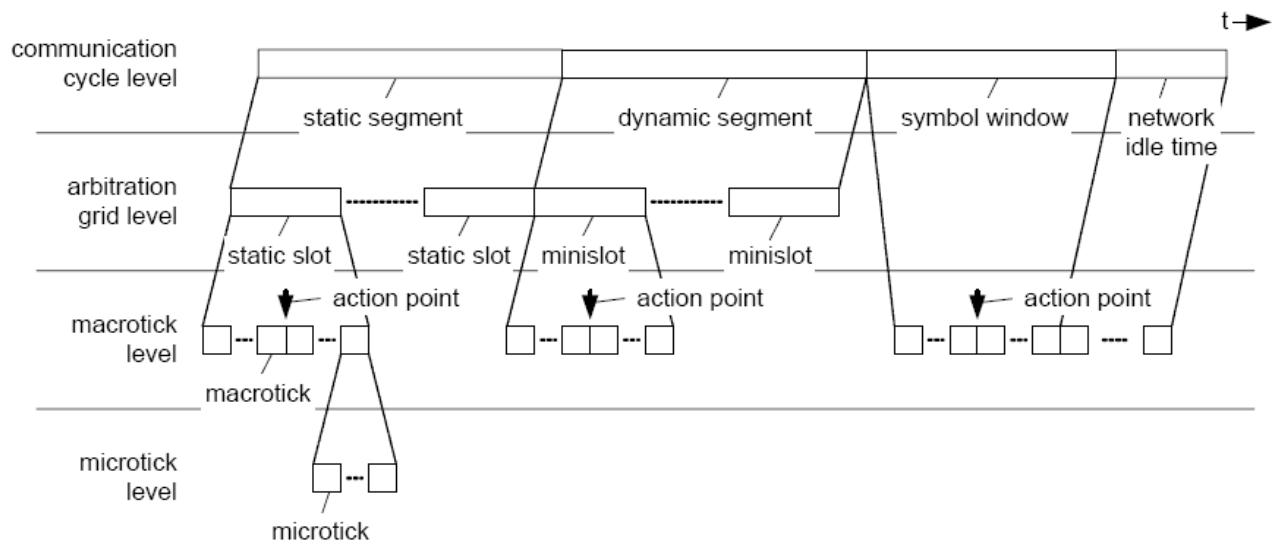 t
communication
cycle level
static segment
dynamic segment
symbol window
network
idle time
arbitration
grid level
static slot
static slot
minislot
minislot
action point
action point
action point
macrotick
level
macrotick
microtick
level
microtick